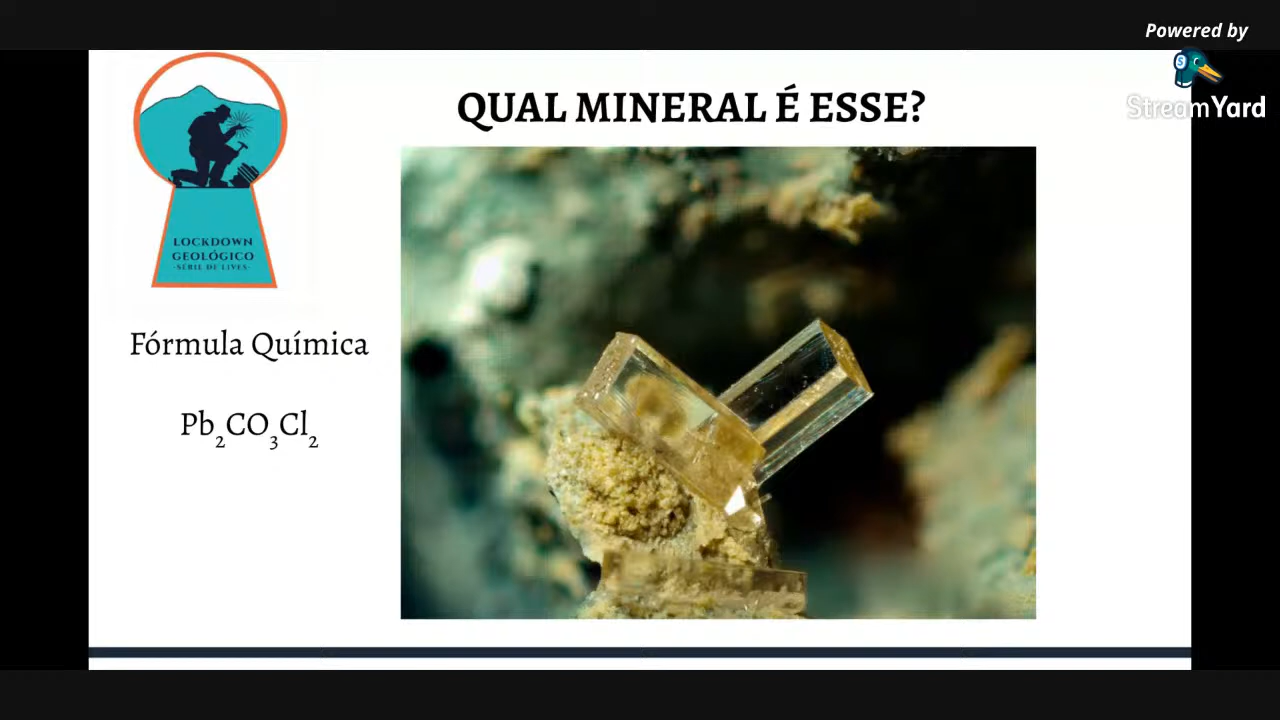 Powered by
StreamYard
QUAL MINERAL É ESSE?
LOCKDOWN
GEOLÓGICO
-SÉRIE DE LIVES-
Fórmula Química
Pb₂CO₃Cl₂